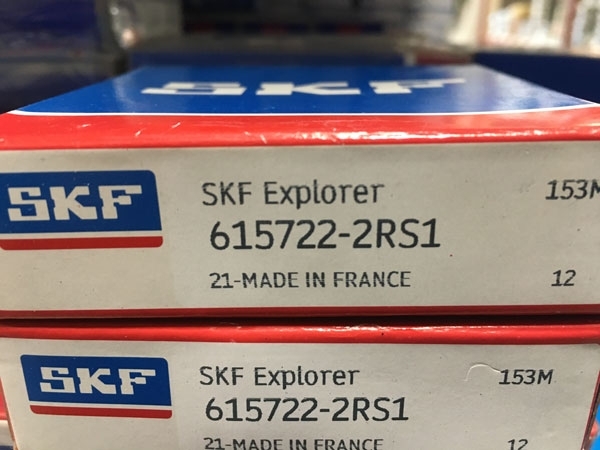 SKF
SKF
SKF Explorer
153M
615722-2RS1
21-MADE IN FRANCE
12
SKF
SKF Explorer
153M
615722-2RS1
21-MADE IN FRANCE
12